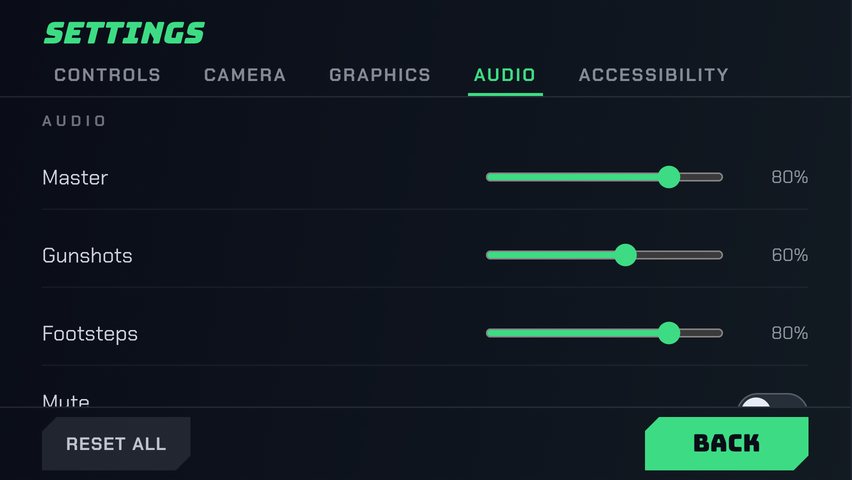 SETTINGS
CONTROLS CAMERA GRAPHICS AUDIO ACCESSIBILITY
AUDIO
Master 80%
Gunshots 60%
Footsteps 80%
Mute
RESET ALL BACK